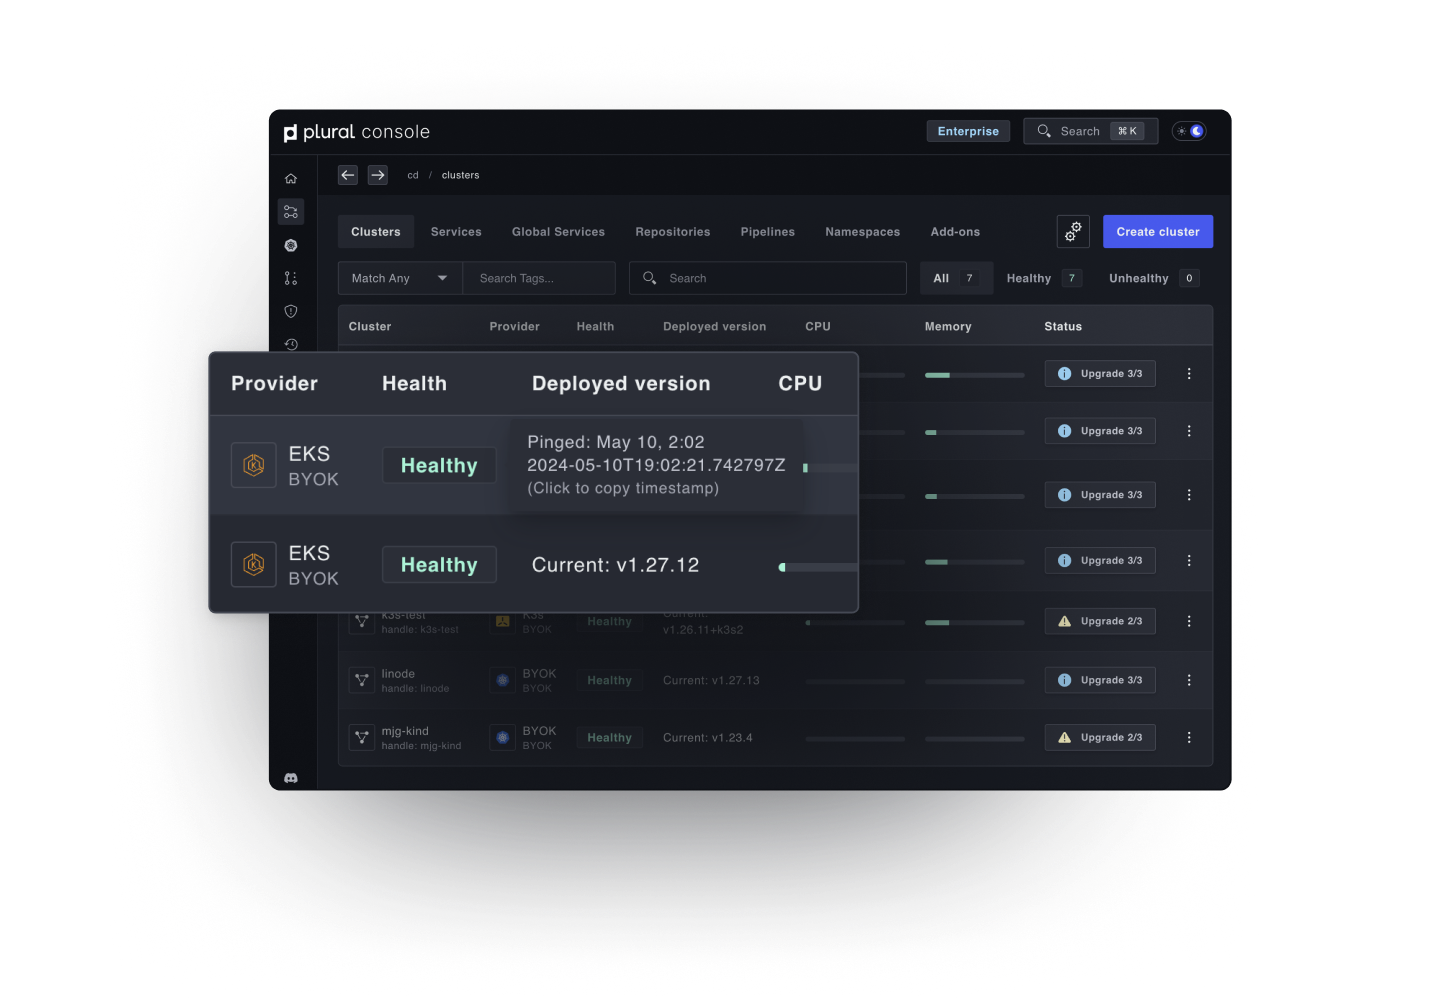 plural console
Enterprise
Search
⌘ K
cd / clusters
Clusters
Services
Global Services
Repositories
Pipelines
Namespaces
Add-ons
Create cluster
Match Any
Search Tags...
Search
All 7
Healthy 7
Unhealthy 0
Cluster Provider Health Deployed version CPU Memory Status
Upgrade 3/3
Upgrade 3/3
Upgrade 3/3
Upgrade 3/3
Provider Health Deployed version CPU
EKS
BYOK
Healthy
Pinged: May 10, 2:02
2024-05-10T19:02:21.742797Z
(Click to copy timestamp)
EKS
BYOK
Healthy
Current: v1.27.12
k3s-test
handle: k3s-test
K3s
BYOK
Healthy
Current:
v1.26.11+k3s2
Upgrade 2/3
linode
handle: linode
BYOK
BYOK
Healthy
Current: v1.27.13
Upgrade 3/3
mjg-kind
handle: mjg-kind
BYOK
BYOK
Healthy
Current: v1.23.4
Upgrade 2/3